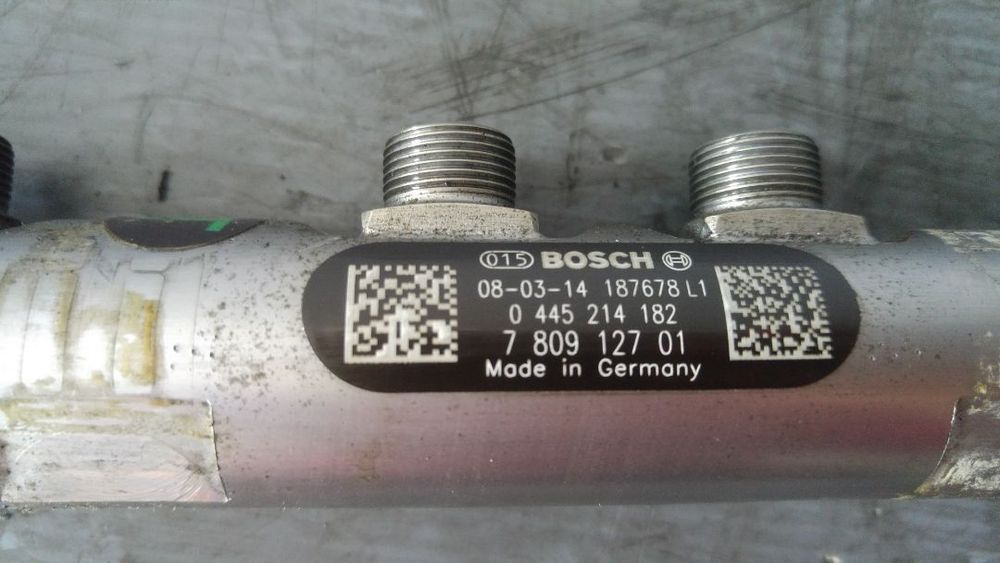 015 BOSCH
08-03-14 187678 L1
0 445 214 182
7 809 127 01
Made in Germany